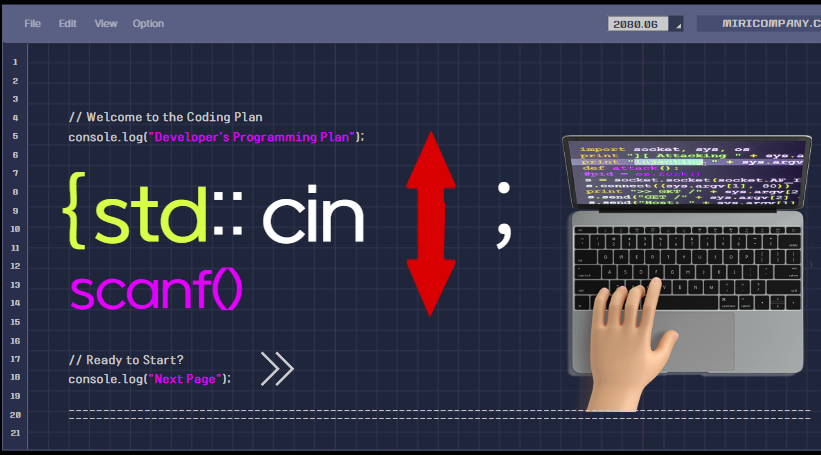 File Edit View Option
2080.06
MIRICOMPANY.C
1
2
3
4 // Welcome to the Coding Plan
5 console.log("Developer's Programming Plan");
6
7
8
9 {std:: cin ;
10
11
12
13 scanf()
14
15
16
17 // Ready to Start?
18 console.log("Next Page");
19
20
21
import socket, sys, os
print "][ Attacking " + sys.a
print "injecting " + sys.argv
def attack():
#pid = os.fork()
s = socket.socket(socket.AF_I
s.connect((sys.argv[1], 80))
print ">> GET /" + sys.argv[2]
s.send("GET /" + sys.argv[2]
s.send("Host: " + sys.argv[1]